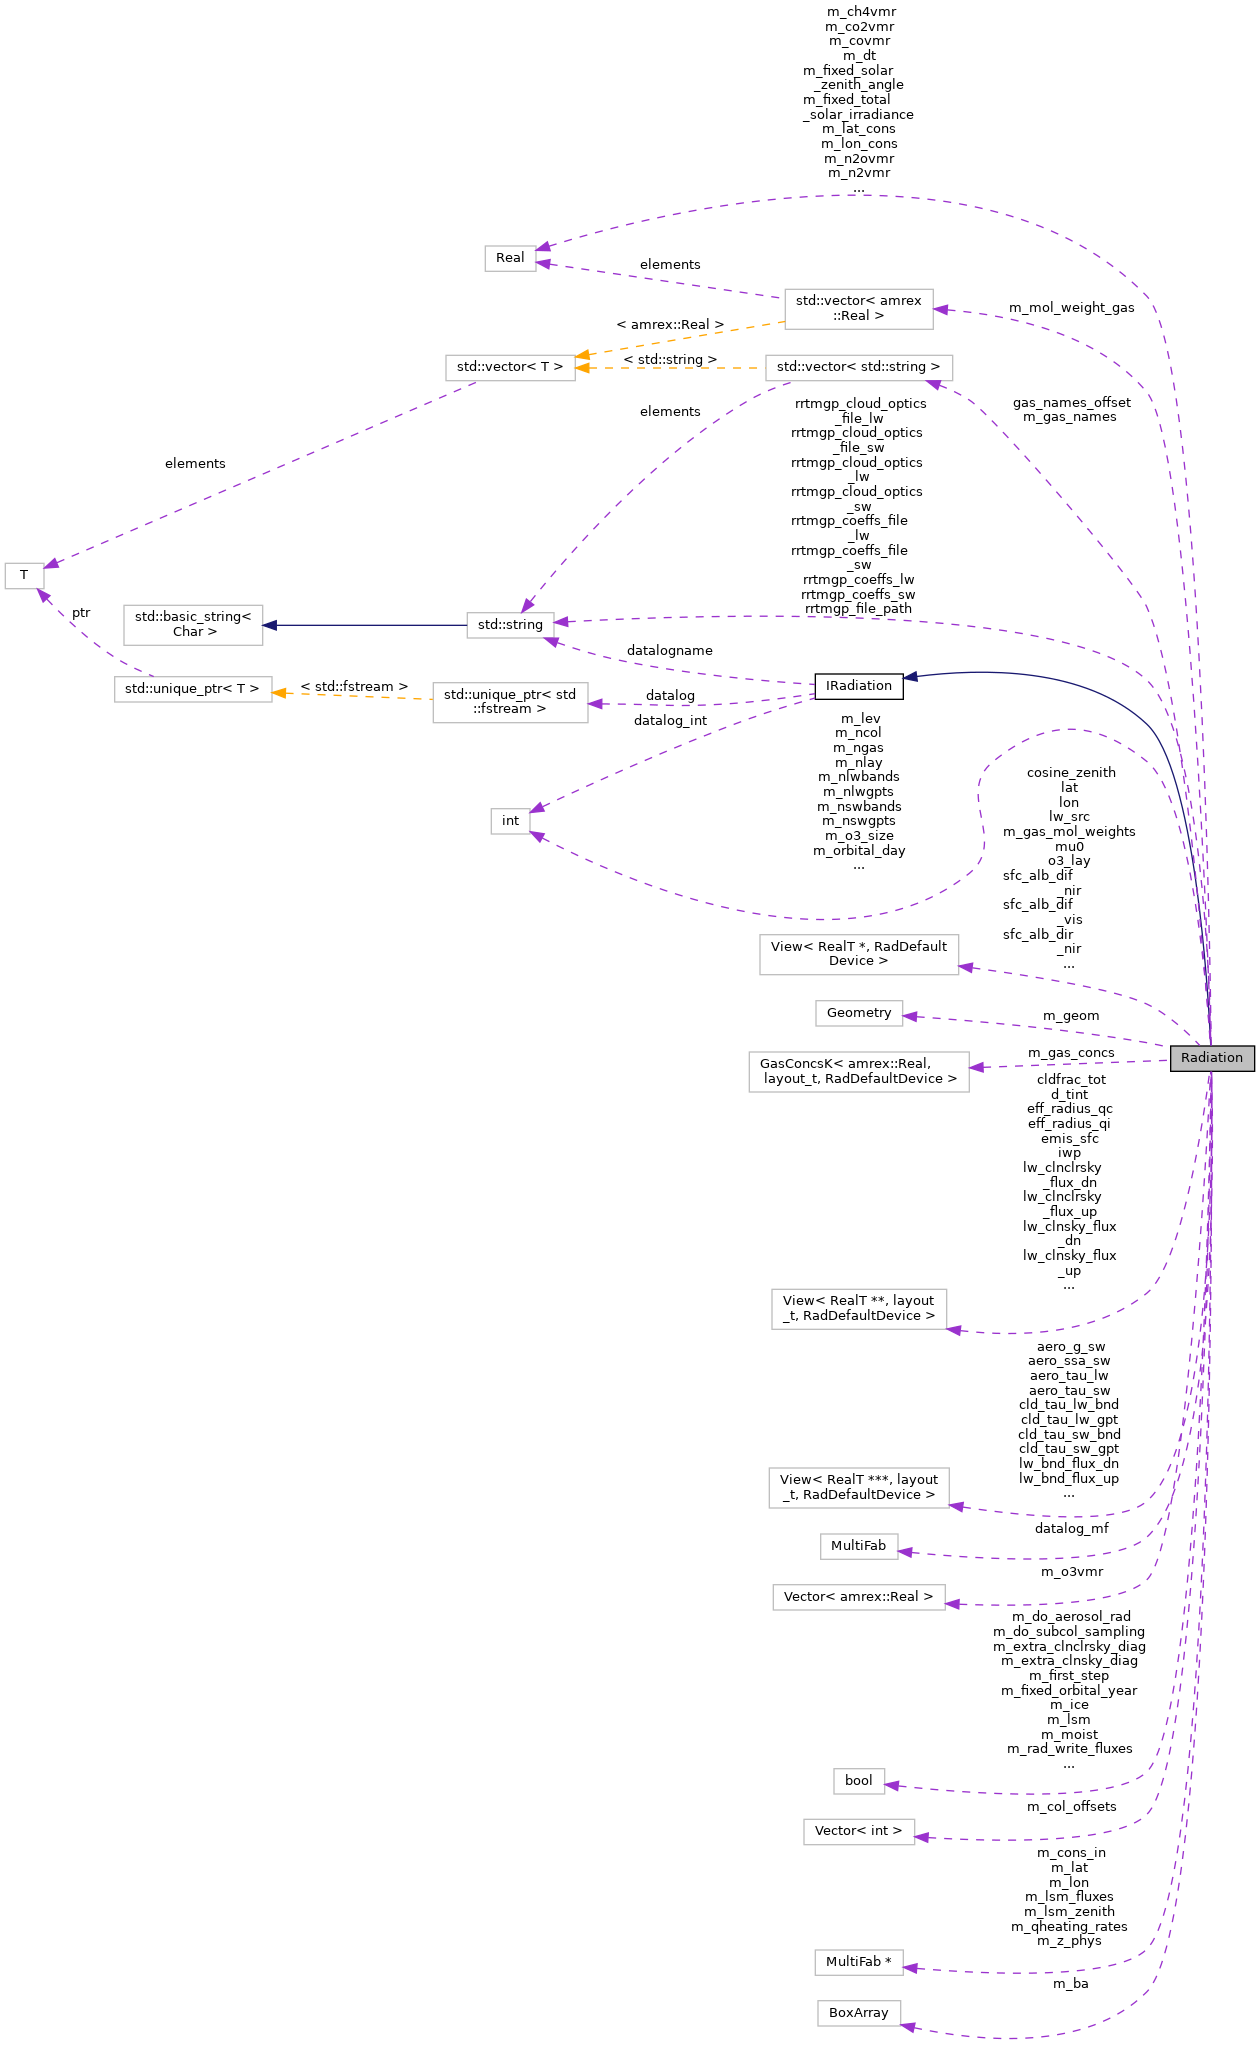 m_ch4vmr
m_co2vmr
m_covmr
m_dt
m_fixed_solar
_zenith_angle
m_fixed_total
_solar_irradiance
m_lat_cons
m_lon_cons
m_n2ovmr
m_n2vmr
...
Real
elements
std::vector< amrex
::Real >
m_mol_weight_gas
< amrex::Real >
std::vector< T >
< std::string >
std::vector< std::string >
elements
gas_names_offset
m_gas_names
rrtmgp_cloud_optics
_file_lw
rrtmgp_cloud_optics
_file_sw
rrtmgp_cloud_optics
_lw
rrtmgp_cloud_optics
_sw
rrtmgp_coeffs_file
_lw
rrtmgp_coeffs_file
_sw
rrtmgp_coeffs_lw
rrtmgp_coeffs_sw
rrtmgp_file_path
elements
T
ptr
std::basic_string<
Char >
std::string
datalogname
IRadiation
std::unique_ptr< T >
< std::fstream >
std::unique_ptr< std
::fstream >
datalog
datalog_int
int
m_lev
m_ncol
m_ngas
m_nlay
m_nlwbands
m_nlwgpts
m_nswbands
m_nswgpts
m_o3_size
m_orbital_day
...
cosine_zenith
lat
lon
lw_src
m_gas_mol_weights
mu0
o3_lay
sfc_alb_dif
_nir
sfc_alb_dif
_vis
sfc_alb_dir
_nir
...
View< RealT *, RadDefault
Device >
Geometry
m_geom
Radiation
GasConcsK< amrex::Real,
layout_t, RadDefaultDevice >
m_gas_concs
cldfrac_tot
d_tint
eff_radius_qc
eff_radius_qi
emis_sfc
iwp
lw_clnclrsky
_flux_dn
lw_clnclrsky
_flux_up
lw_clnsky_flux
_dn
lw_clnsky_flux
_up
...
View< RealT **, layout
_t, RadDefaultDevice >
aero_g_sw
aero_ssa_sw
aero_tau_lw
aero_tau_sw
cld_tau_lw_bnd
cld_tau_lw_gpt
cld_tau_sw_bnd
cld_tau_sw_gpt
lw_bnd_flux_dn
lw_bnd_flux_up
...
View< RealT ***, layout
_t, RadDefaultDevice >
MultiFab
datalog_mf
Vector< amrex::Real >
m_o3vmr
m_do_aerosol_rad
m_do_subcol_sampling
m_extra_clnclrsky_diag
m_extra_clnsky_diag
m_first_step
m_fixed_orbital_year
m_ice
m_lsm
m_moist
m_rad_write_fluxes
...
bool
m_col_offsets
Vector< int >
m_cons_in
m_lat
m_lon
m_lsm_fluxes
m_lsm_zenith
m_qheating_rates
m_z_phys
MultiFab *
m_ba
BoxArray